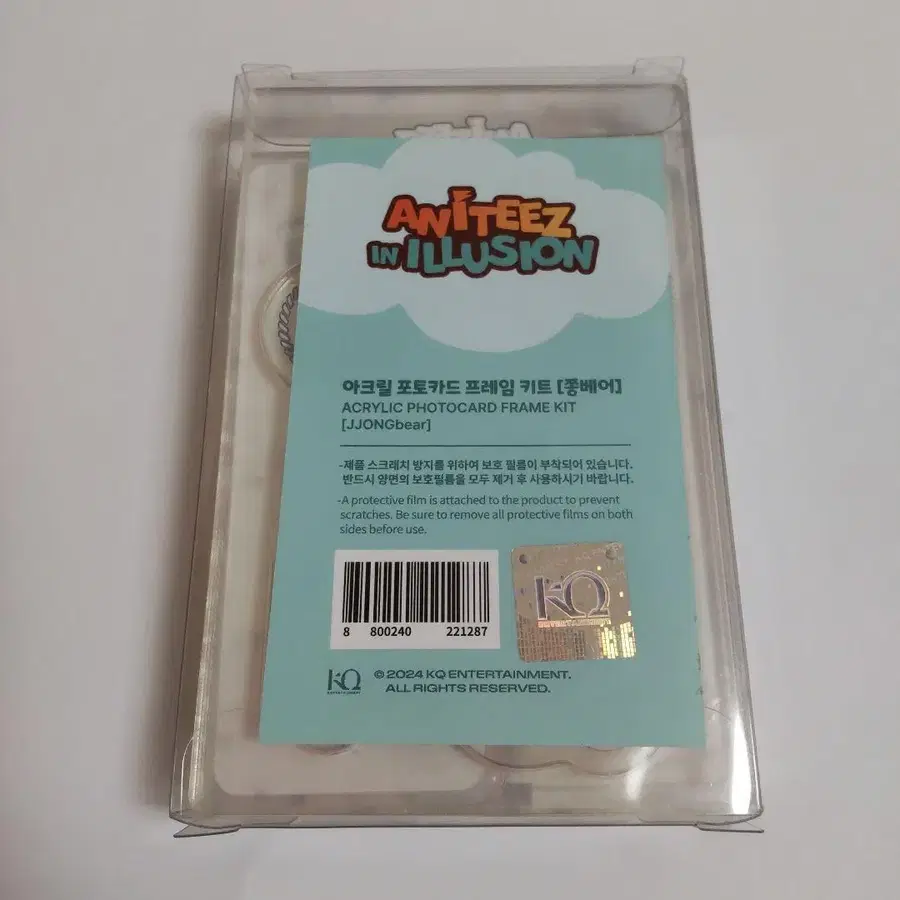 ANITEEZ
IN ILLUSION
아크릴 포토카드 프레임 키트 [쫑베어]
ACRYLIC PHOTOCARD FRAME KIT
[JJONGbear]
-제품 스크래치 방지를 위하여 보호 필름이 부착되어 있습니다.
반드시 양면의 보호필름을 모두 제거 후 사용하시기 바랍니다.
-A protective film is attached to the product to prevent
scratches. Be sure to remove all protective films on both
sides before use.
8 800240 221287
KQ
ENTERTAINMENT
KQ
ENTERTAINMENT
© 2024 KQ ENTERTAINMENT.
ALL RIGHTS RESERVED.